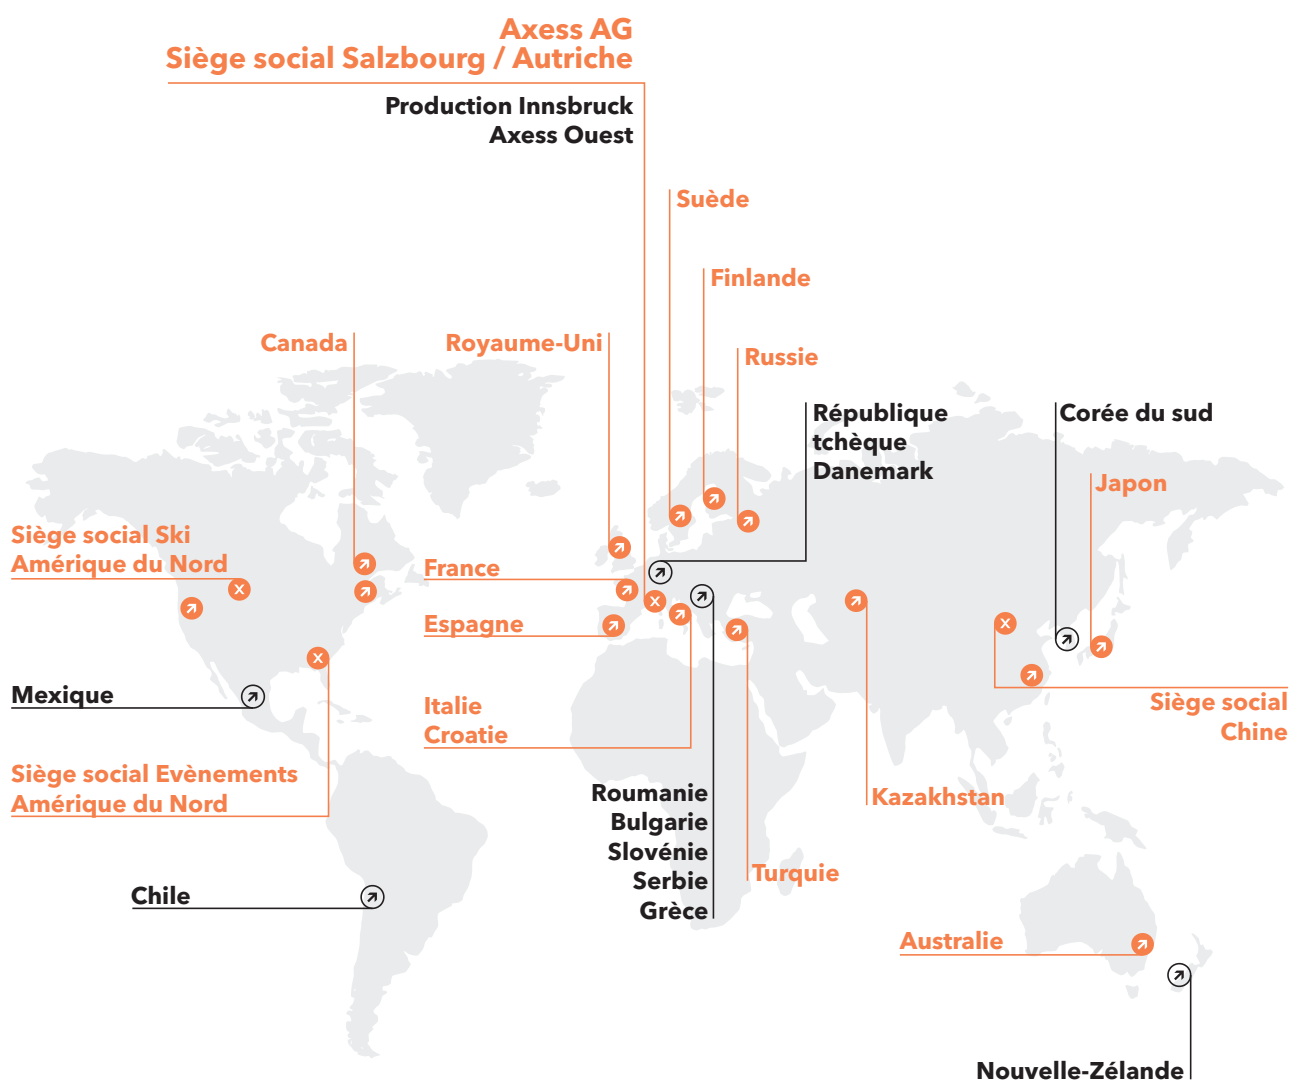 Axess AG
Siège social Salzbourg / Autriche
Production Innsbruck
Axess Ouest
Suède
Finlande
Canada
Royaume-Uni
Russie
République
tchèque
Danemark
Corée du sud
Japon
Siège social Ski
Amérique du Nord
France
Espagne
Mexique
Italie
Croatie
Siège social
Chine
Siège social Evènements
Amérique du Nord
Roumanie
Bulgarie
Slovénie
Serbie
Grèce
Kazakhstan
Turquie
Chile
Australie
Nouvelle-Zélande